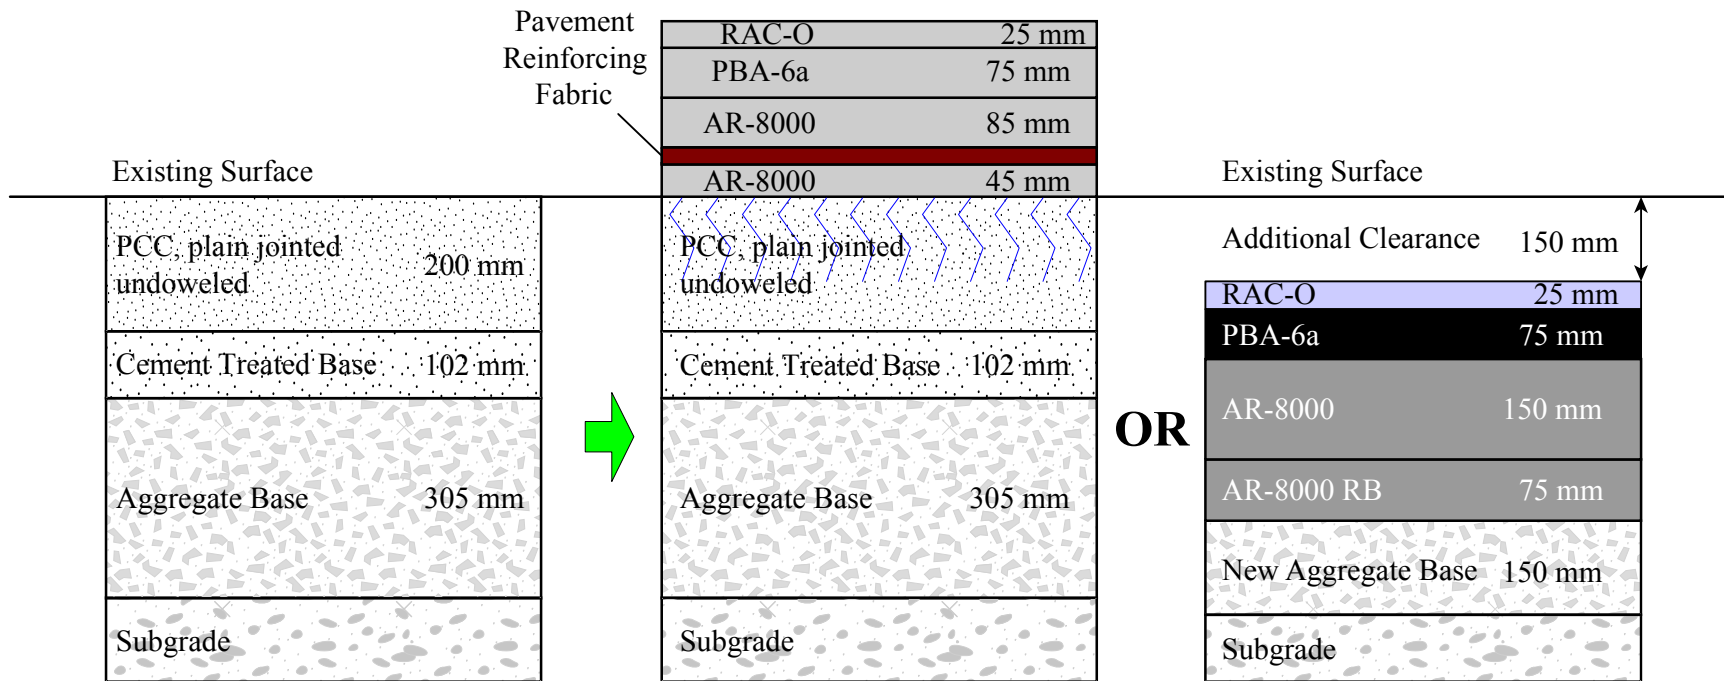 Existing Surface
PCC, plain jointed
undoweled
200 mm
Cement Treated Base 102 mm
Aggregate Base 305 mm
Subgrade
Pavement
Reinforcing
Fabric
RAC-O 25 mm
PBA-6a 75 mm
AR-8000 85 mm
AR-8000 45 mm
PCC, plain jointed
undoweled
Cement Treated Base 102 mm
Aggregate Base 305 mm
OR
Existing Surface
Additional Clearance 150 mm
RAC-O 25 mm
PBA-6a 75 mm
AR-8000 150 mm
AR-8000 RB 75 mm
New Aggregate Base 150 mm
Subgrade